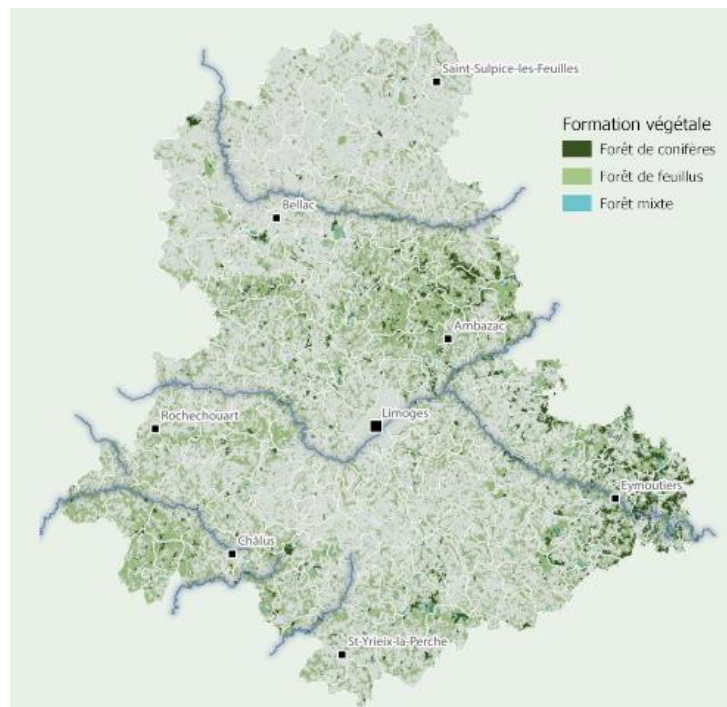 Saint-Sulpice-les-Feuilles
Formation végétale
Forêt de conifères
Forêt de feuillus
Forêt mixte
Bellac
Ambazac
Limoges
Rochechouart
Eymoutiers
Châlus
St-Yrieix-la-Perche